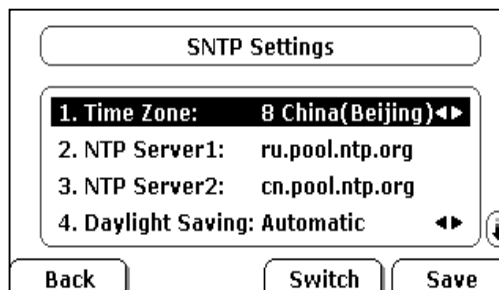 SNTP Settings
1. Time Zone: 8 China(Beijing)
2. NTP Server1: ru.pool.ntp.org
3. NTP Server2: cn.pool.ntp.org
4. Daylight Saving: Automatic
Back Switch Save